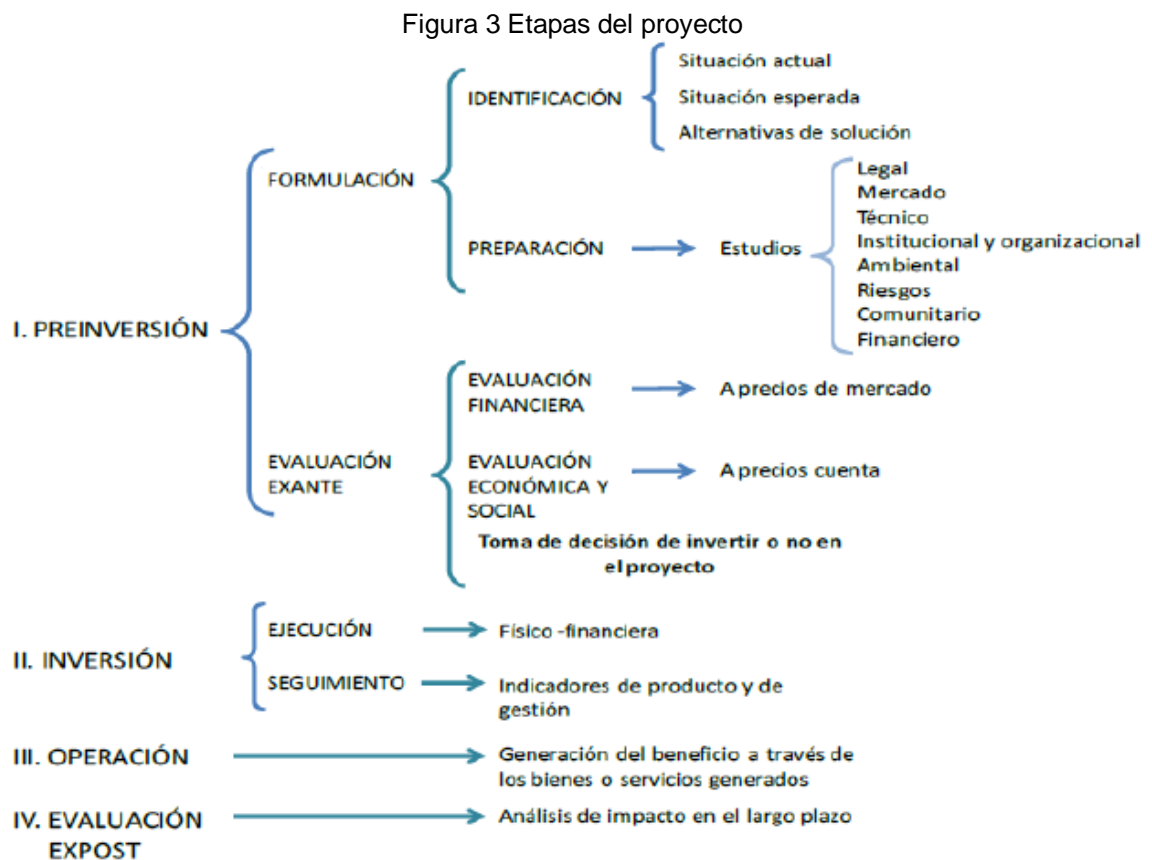 Figura 3 Etapas del proyecto
I. PREINVERSIÓN
FORMULACIÓN
IDENTIFICACIÓN
Situación actual
Situación esperada
Alternativas de solución
PREPARACIÓN
Estudios
Legal
Mercado
Técnico
Institucional y organizacional
Ambiental
Riesgos
Comunitario
Financiero
EVALUACIÓN
EXANTE
EVALUACIÓN
FINANCIERA
A precios de mercado
EVALUACIÓN
ECONÓMICA Y
SOCIAL
A precios cuenta
Toma de decisión de invertir o no en
el proyecto
II. INVERSIÓN
EJECUCIÓN
Físico -financiera
SEGUIMIENTO
Indicadores de producto y de
gestión
III. OPERACIÓN
Generación del beneficio a través de
los bienes o servicios generados
IV. EVALUACIÓN
EXPOST
Análisis de impacto en el largo plazo